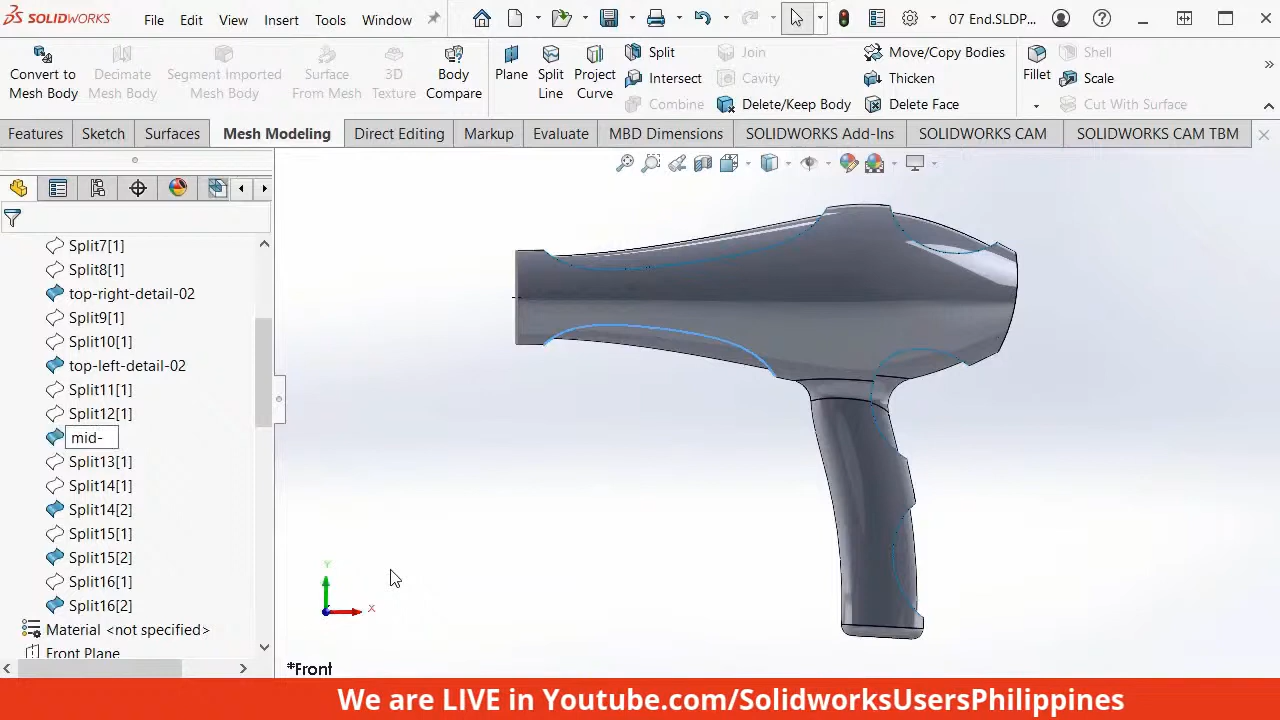 SOLIDWORKS File Edit View Insert Tools Window 07 End.SLDP...
Convert to Mesh Body
Decimate Mesh Body
Segment Imported Mesh Body
Surface From Mesh
3D Texture
Body Compare
Plane
Split Line
Project Curve
Split
Intersect
Combine
Join
Cavity
Delete/Keep Body
Move/Copy Bodies
Thicken
Delete Face
Fillet
Shell
Scale
Cut With Surface
Features Sketch Surfaces Mesh Modeling Direct Editing Markup Evaluate MBD Dimensions SOLIDWORKS Add-Ins SOLIDWORKS CAM SOLIDWORKS CAM TBM
Split7[1]
Split8[1]
top-right-detail-02
Split9[1]
Split10[1]
top-left-detail-02
Split11[1]
Split12[1]
mid-
Split13[1]
Split14[1]
Split14[2]
Split15[1]
Split15[2]
Split16[1]
Split16[2]
Material <not specified>
Front Plane
Y
X
*Front
We are LIVE in Youtube.com/SolidworksUsersPhilippines